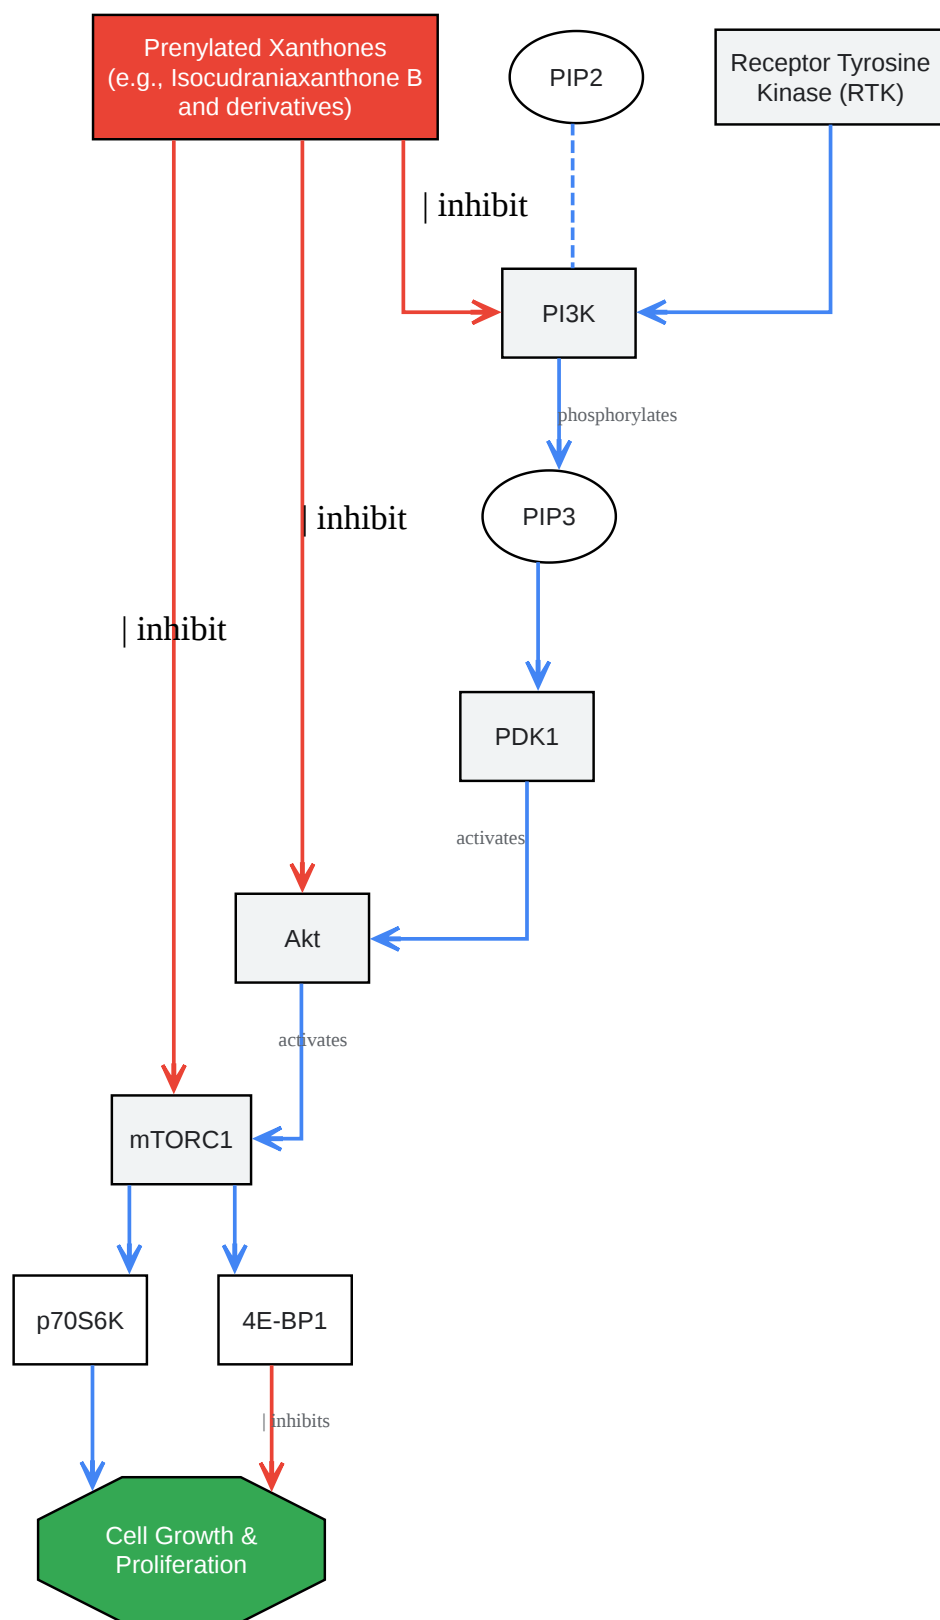 Prenylated Xanthones
(e.g., Isocudraniaxanthone B
and derivatives)
PIP2
Receptor Tyrosine
Kinase (RTK)
| inhibit
PI3K
phosphorylates
PIP3
| inhibit
| inhibit
PDK1
activates
Akt
activates
mTORC1
p70S6K
4E-BP1
| inhibits
Cell Growth &
Proliferation